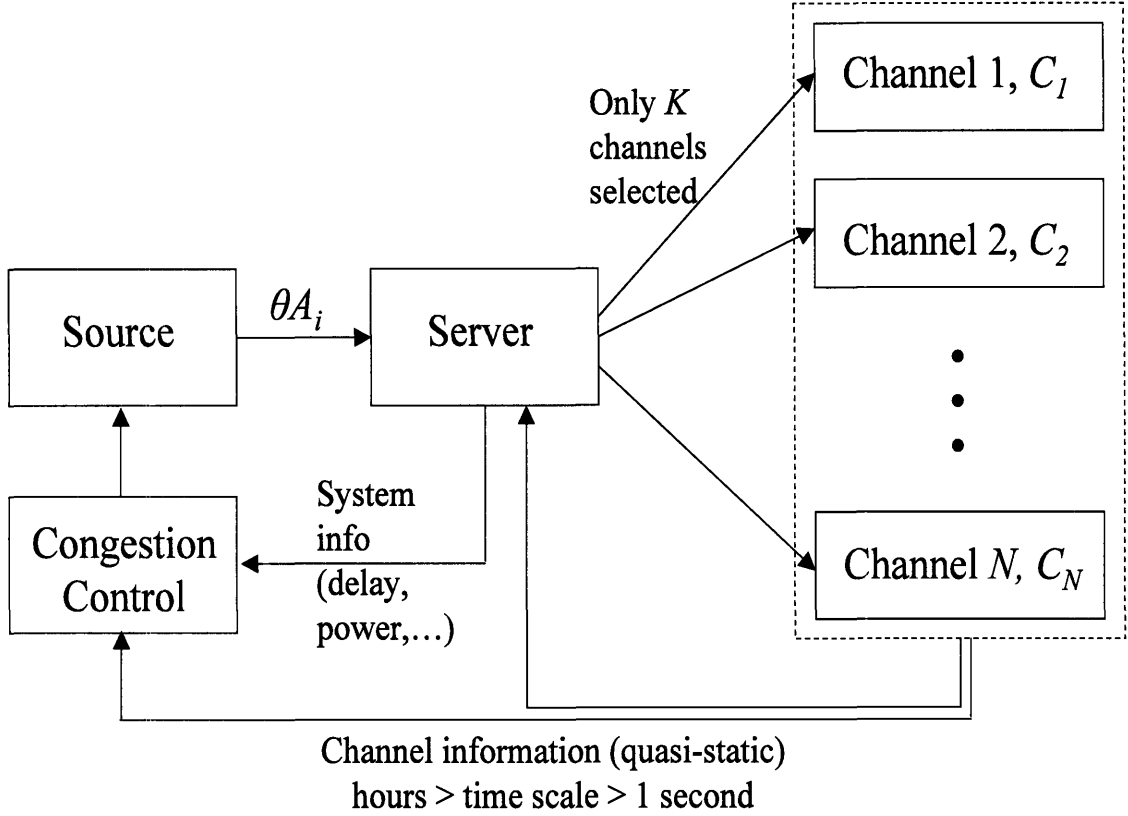 Only K
channels
selected
Channel 1, C₁
Channel 2, C₂
Source
θAᵢ
Server
System
info
(delay,
power,...)
Congestion
Control
Channel N, C_N
Channel information (quasi-static)
hours > time scale > 1 second